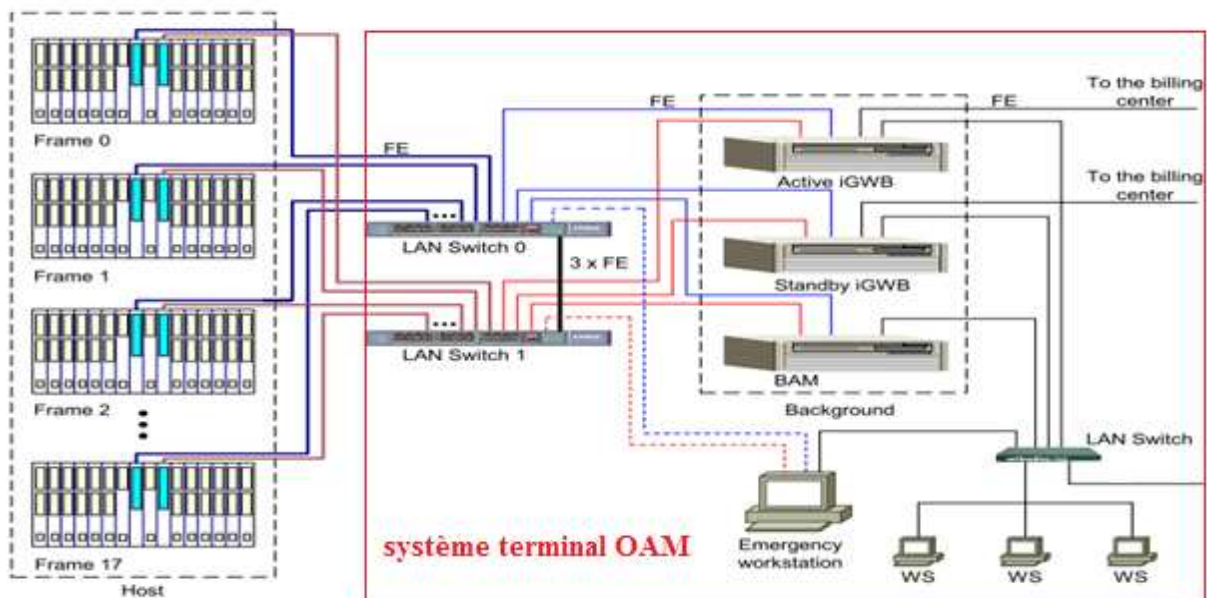 Frame 0
Frame 1
Frame 2
Frame 17
Host
FE
LAN Switch 0
3 x FE
LAN Switch 1
FE
Active iGWB
Standby iGWB
BAM
Background
FE
To the billing
center
To the billing
center
LAN Switch
Emergency
workstation
WS
WS
WS
système terminal OAM